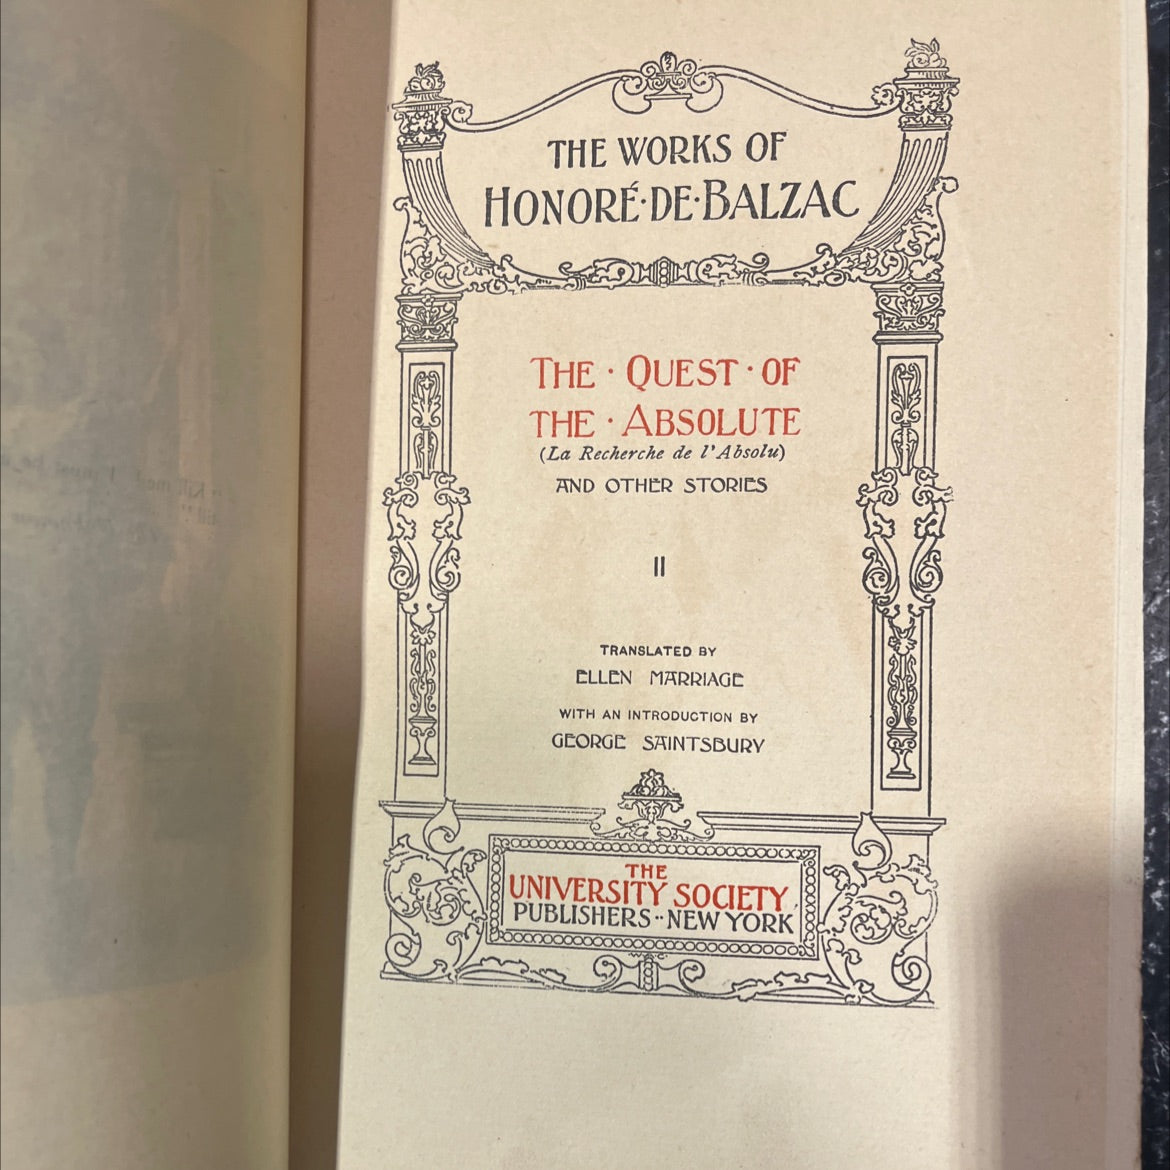 THE WORKS OF
HONORÉ·DE·BALZAC
THE · QUEST · OF
THE · ABSOLUTE
(La Recherche de l'Absolu)
AND OTHER STORIES
II
TRANSLATED BY
ELLEN MARRIAGE
WITH AN INTRODUCTION BY
GEORGE SAINTSBURY
THE
UNIVERSITY SOCIETY
PUBLISHERS··NEW YORK